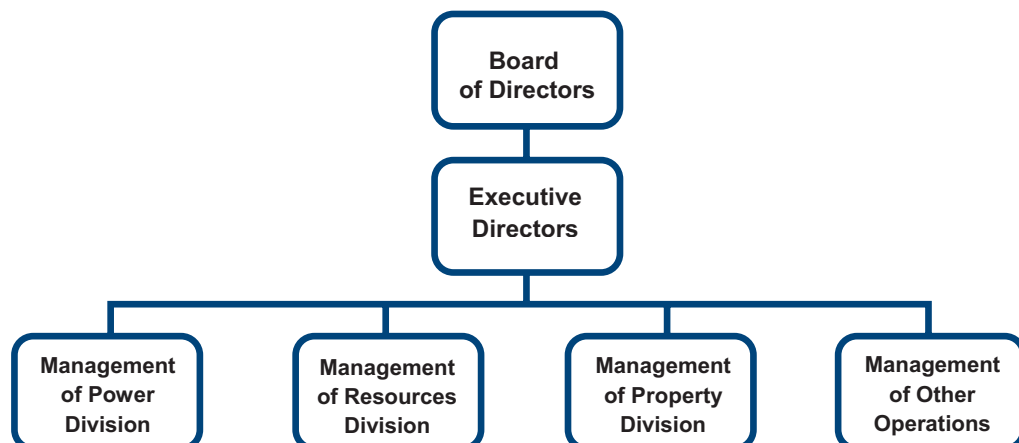 Board
of Directors
Executive
Directors
Management
of Power
Division
Management
of Resources
Division
Management
of Property
Division
Management
of Other
Operations